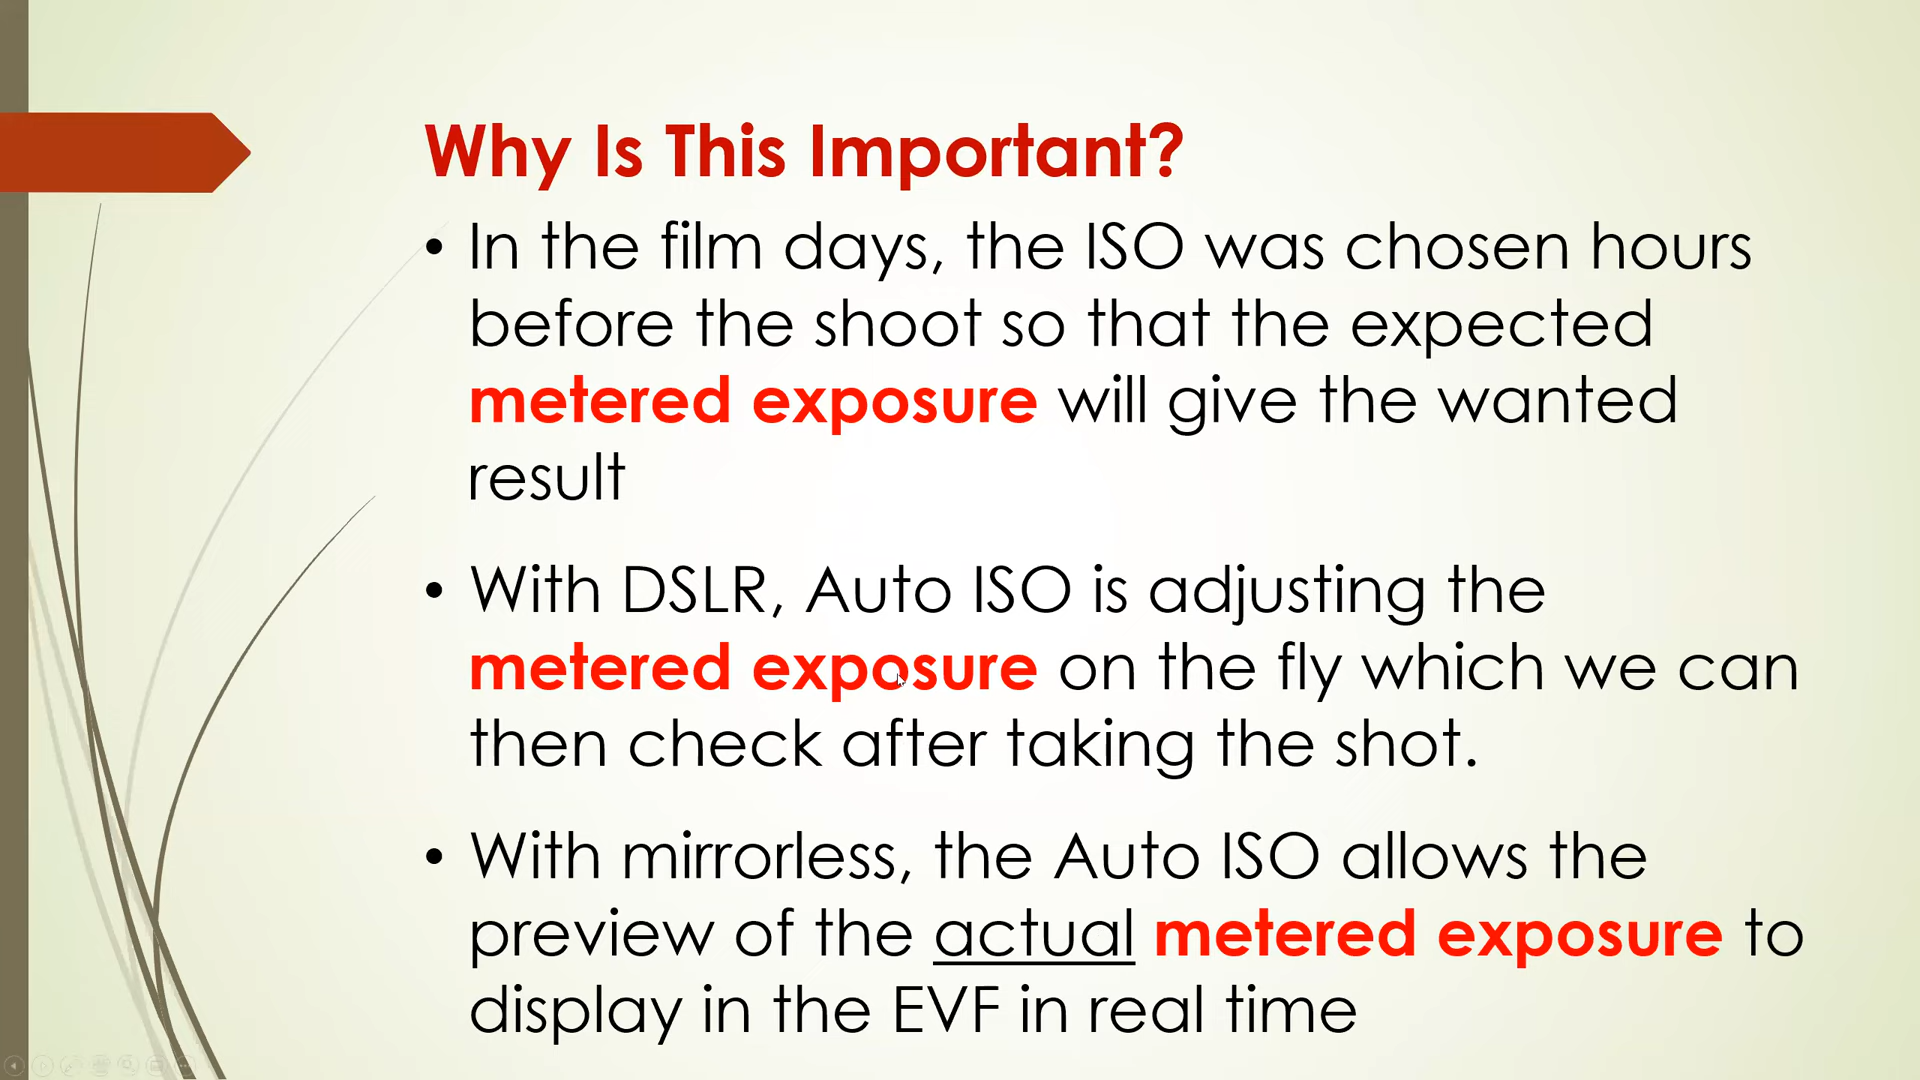 Why Is This Important?
• In the film days, the ISO was chosen hours
before the shoot so that the expected
metered exposure will give the wanted
result
• With DSLR, Auto ISO is adjusting the
metered exposure on the fly which we can
then check after taking the shot.
• With mirrorless, the Auto ISO allows the
preview of the actual metered exposure to
display in the EVF in real time